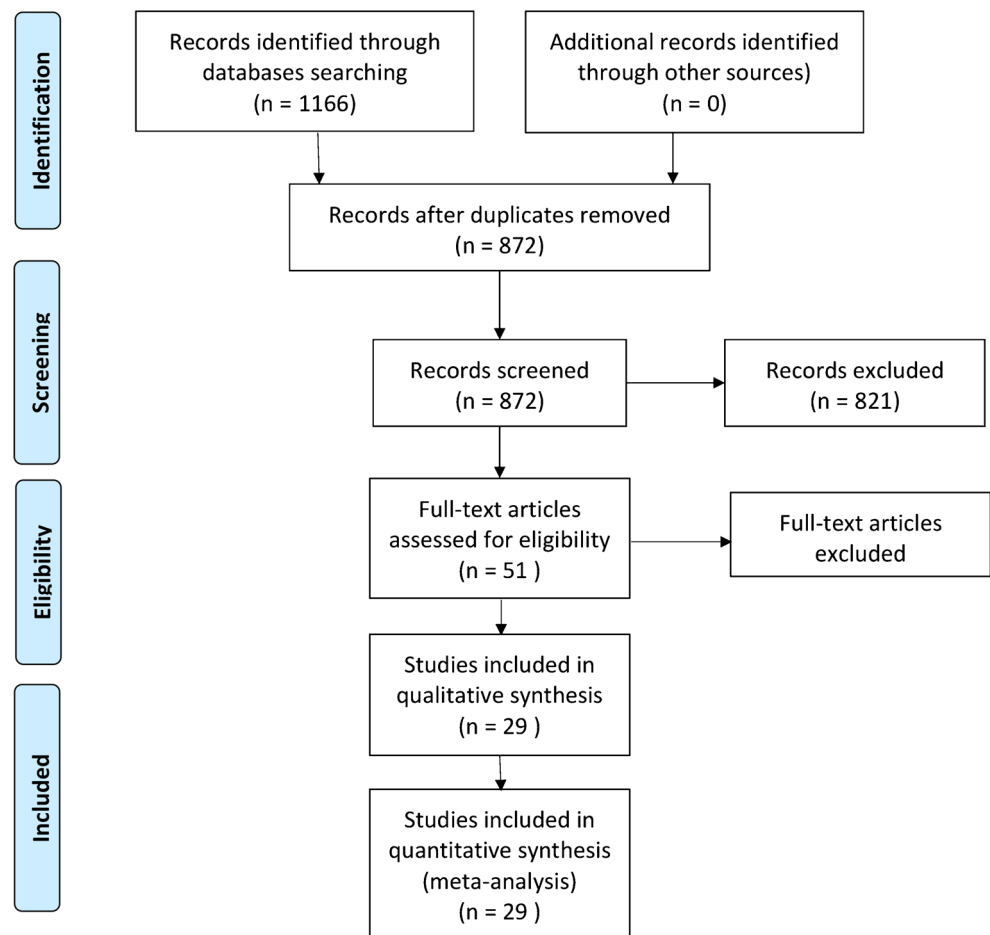 Identification
Records identified through
databases searching
(n = 1166)
Additional records identified
through other sources)
(n = 0)
Records after duplicates removed
(n = 872)
Screening
Records screened
(n = 872)
Records excluded
(n = 821)
Eligibility
Full-text articles
assessed for eligibility
(n = 51 )
Full-text articles
excluded
Studies included in
qualitative synthesis
(n = 29 )
Included
Studies included in
quantitative synthesis
(meta-analysis)
(n = 29 )